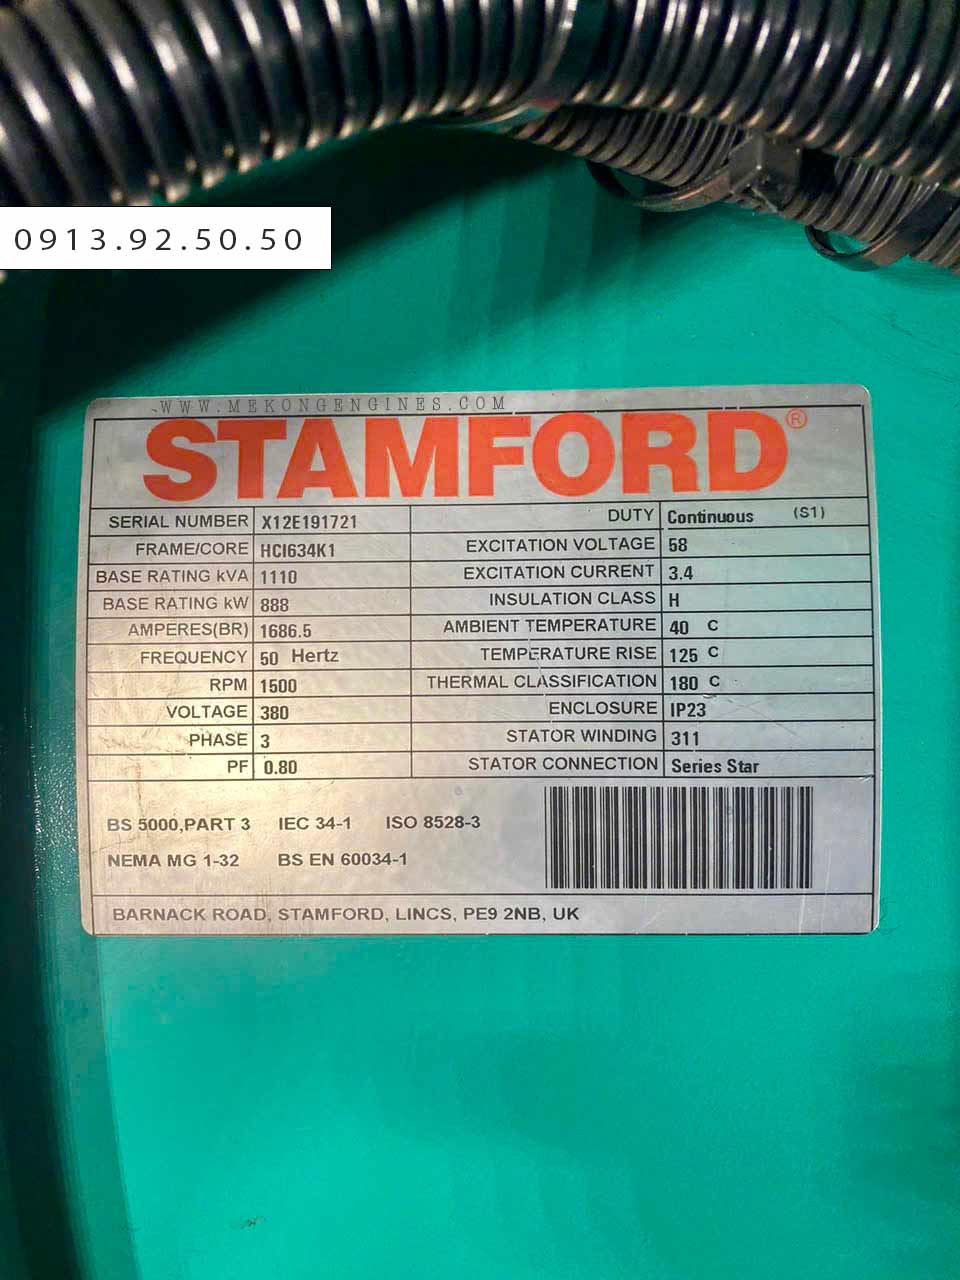 0913.92.50.50
WWW.MEKONGENGINES.COM
STAMFORD®
SERIAL NUMBER X12E191721 DUTY Continuous (S1)
FRAME/CORE HCI634K1 EXCITATION VOLTAGE 58
BASE RATING kVA 1110 EXCITATION CURRENT 3.4
BASE RATING kW 888 INSULATION CLASS H
AMPERES(BR) 1686.5 AMBIENT TEMPERATURE 40 C
FREQUENCY 50 Hertz TEMPERATURE RISE 125 C
RPM 1500 THERMAL CLASSIFICATION 180 C
VOLTAGE 380 ENCLOSURE IP23
PHASE 3 STATOR WINDING 311
PF 0.80 STATOR CONNECTION Series Star
BS 5000,PART 3 IEC 34-1 ISO 8528-3
NEMA MG 1-32 BS EN 60034-1
BARNACK ROAD, STAMFORD, LINCS, PE9 2NB, UK